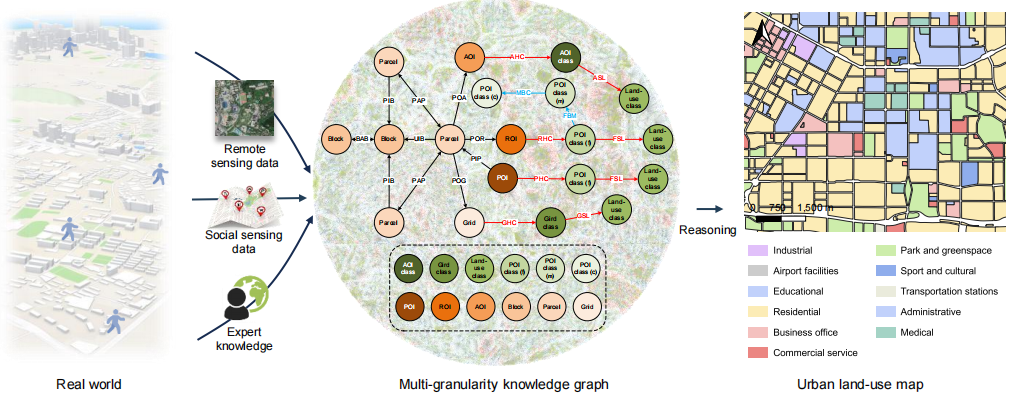 Remote
sensing data
Social sensing
data
Expert
knowledge
Real world
Parcel
AOI
AHC
AOI
class
ASL
Land-
use class
POI
class (c)
MBC
POI
class
(m)
FBM
PIB
PAP
POA
Block
BAB
Block
UIB
Parcel
POR
ROI
RHC
POI
class (f)
FSL
Land-
use class
PIP
POI
PHC
POI
class (f)
FSL
Land-
use class
PIB
PAP
POG
Parcel
Grid
GHC
Gird
class
GSL
Land-
use class
AOI
class
Gird
class
Land-
use class
POI
class (f)
POI
class
(m)
POI
class (c)
POI
ROI
AOI
Block
Parcel
Grid
Multi-granularity knowledge graph
Reasoning
0 750 1,500 m
Industrial
Airport facilities
Educational
Residential
Business office
Commercial service
Park and greenspace
Sport and cultural
Transportation stations
Administrative
Medical
Urban land-use map